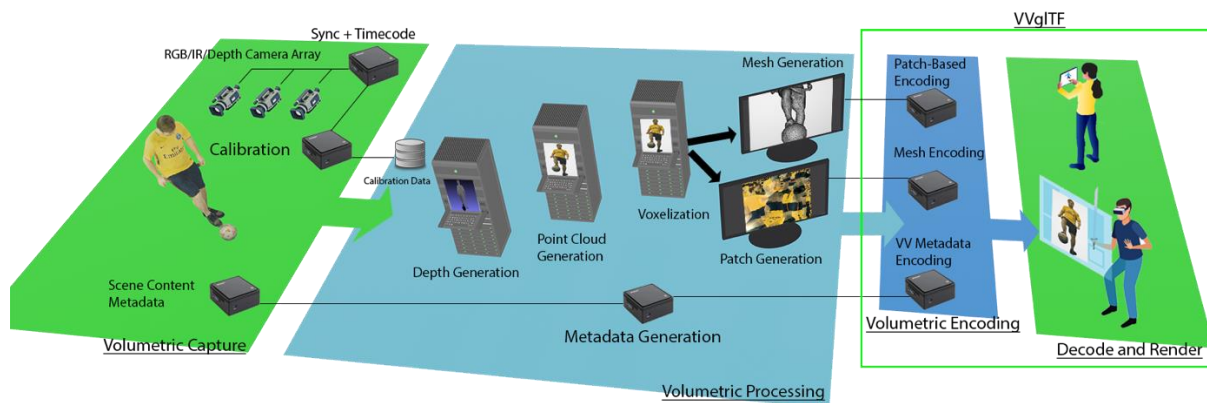 VVglTF
Sync + Timecode
RGB/IR/Depth Camera Array
Calibration
Calibration Data
Scene Content
Metadata
Volumetric Capture
Mesh Generation
Voxelization
Point Cloud
Generation
Depth Generation
Patch Generation
Metadata Generation
Volumetric Processing
Patch-Based
Encoding
Mesh Encoding
VV Metadata
Encoding
Volumetric Encoding
Decode and Render